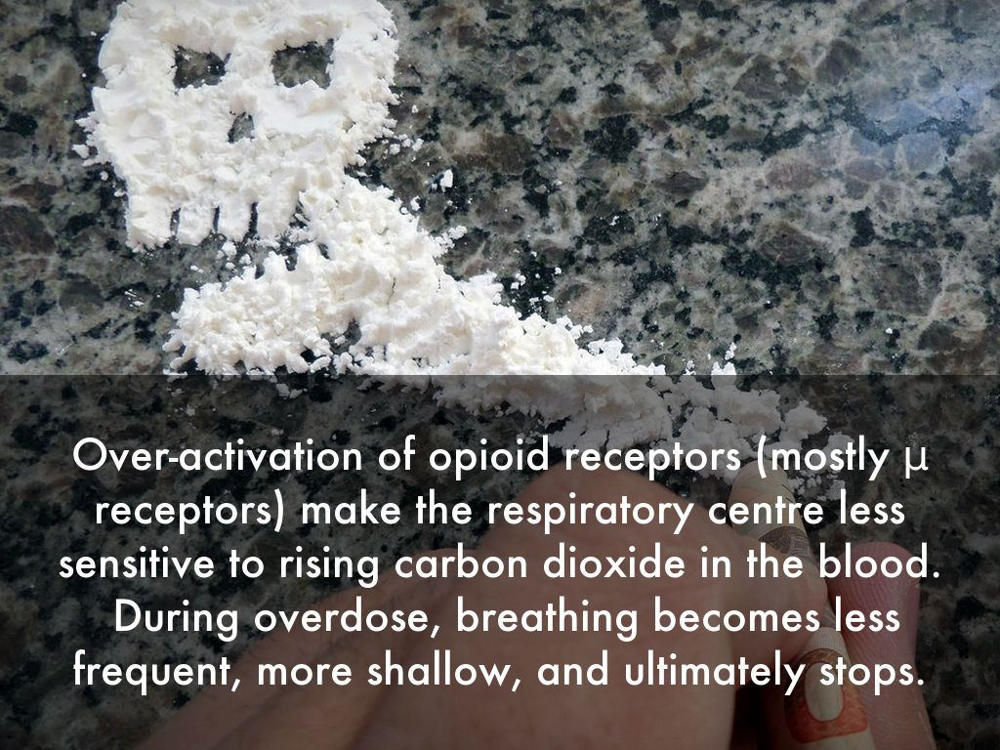 Over-activation of opioid receptors (mostly μ
receptors) make the respiratory centre less
sensitive to rising carbon dioxide in the blood.
During overdose, breathing becomes less
frequent, more shallow, and ultimately stops.